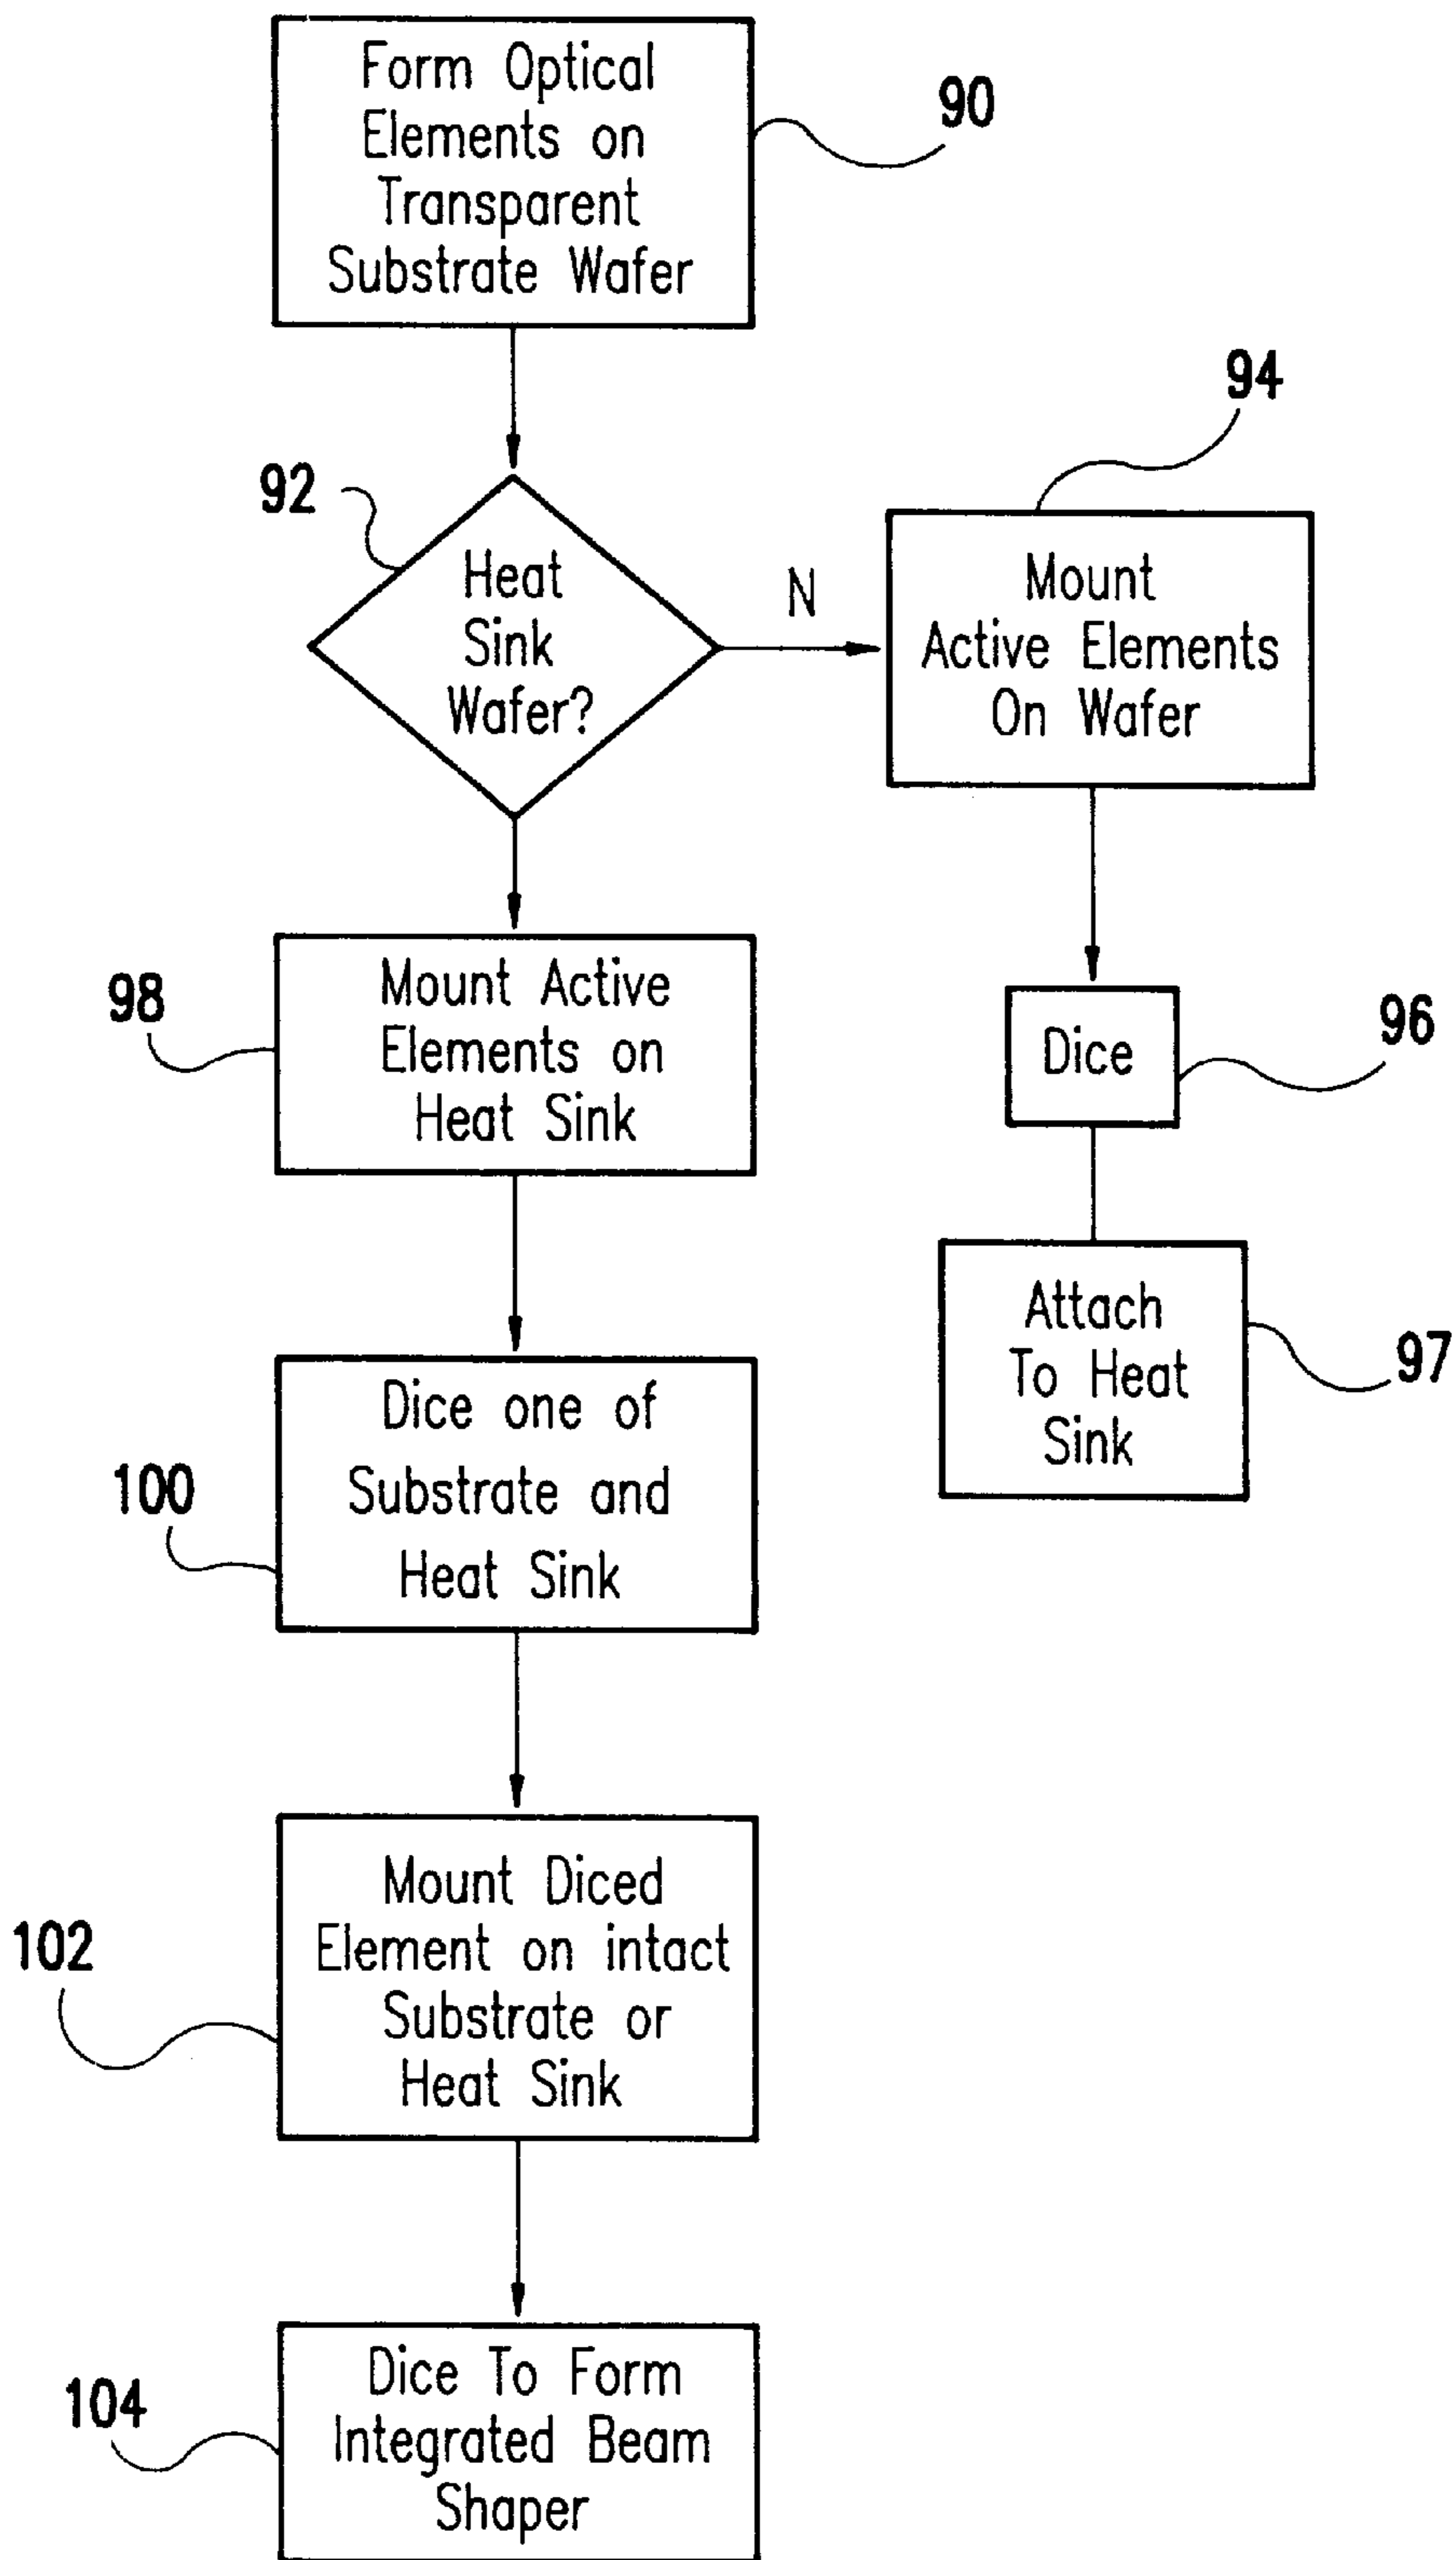 Form Optical
Elements on
Transparent
Substrate Wafer
90
92
Heat
Sink
Wafer?
N
94
Mount
Active Elements
On Wafer
96
Dice
97
Attach
To Heat
Sink
98
Mount Active
Elements on
Heat Sink
100
Dice one of
Substrate and
Heat Sink
102
Mount Diced
Element on intact
Substrate or
Heat Sink
104
Dice To Form
Integrated Beam
Shaper